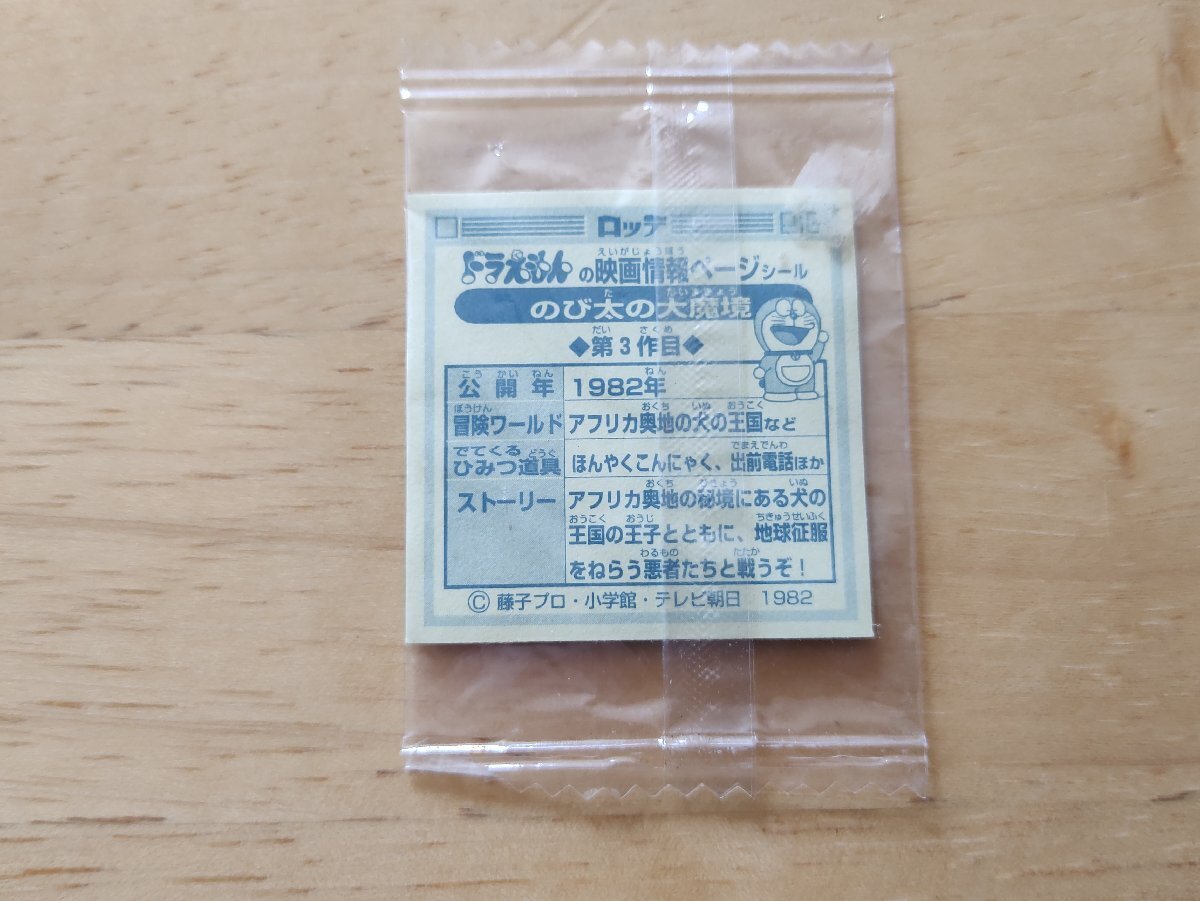 ロッテ
ドラえもんの映画情報ページシール
のび太の大魔境
◆第3作目◆
公開年 1982年
冒険ワールド アフリカ奥地の犬の王国など
でてくるひみつ道具 ほんやくこんにゃく、出前電話ほか
ストーリー アフリカ奥地の秘境にある犬の
王国の王子とともに、地球征服
をねらう悪者たちと戦うぞ!
©藤子プロ・小学館・テレビ朝日 1982